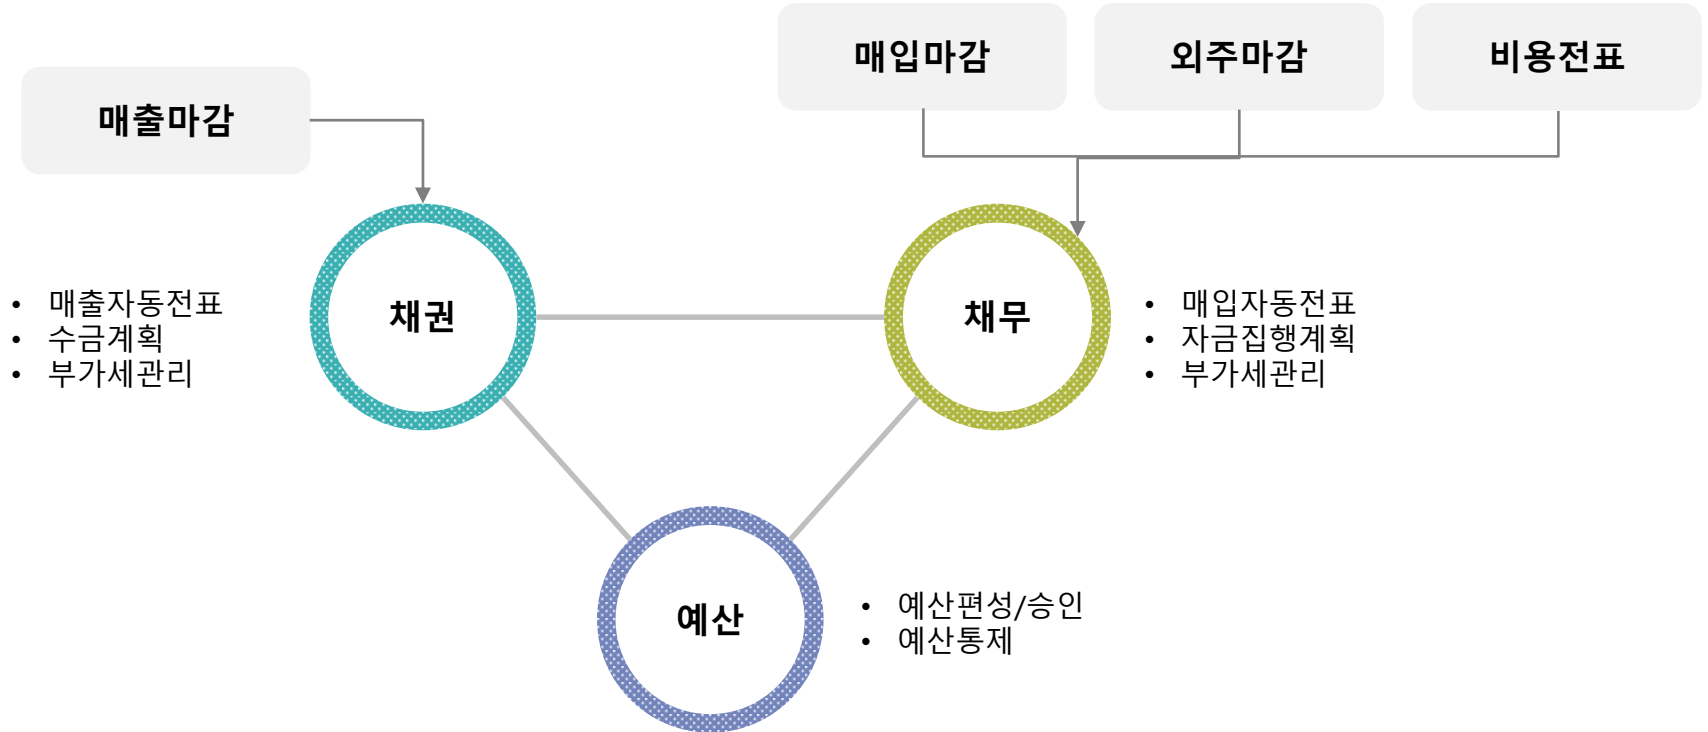 매입마감
외주마감
비용전표
매출마감
채권
채무
• 매출자동전표
• 수금계획
• 부가세관리
• 매입자동전표
• 자금집행계획
• 부가세관리
예산
• 예산편성/승인
• 예산통제